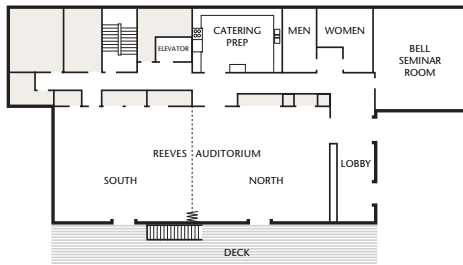 CATERING
PREP
MEN
WOMEN
ELEVATOR
BELL
SEMINAR
ROOM
REEVES AUDITORIUM
LOBBY
SOUTH
NORTH
DECK